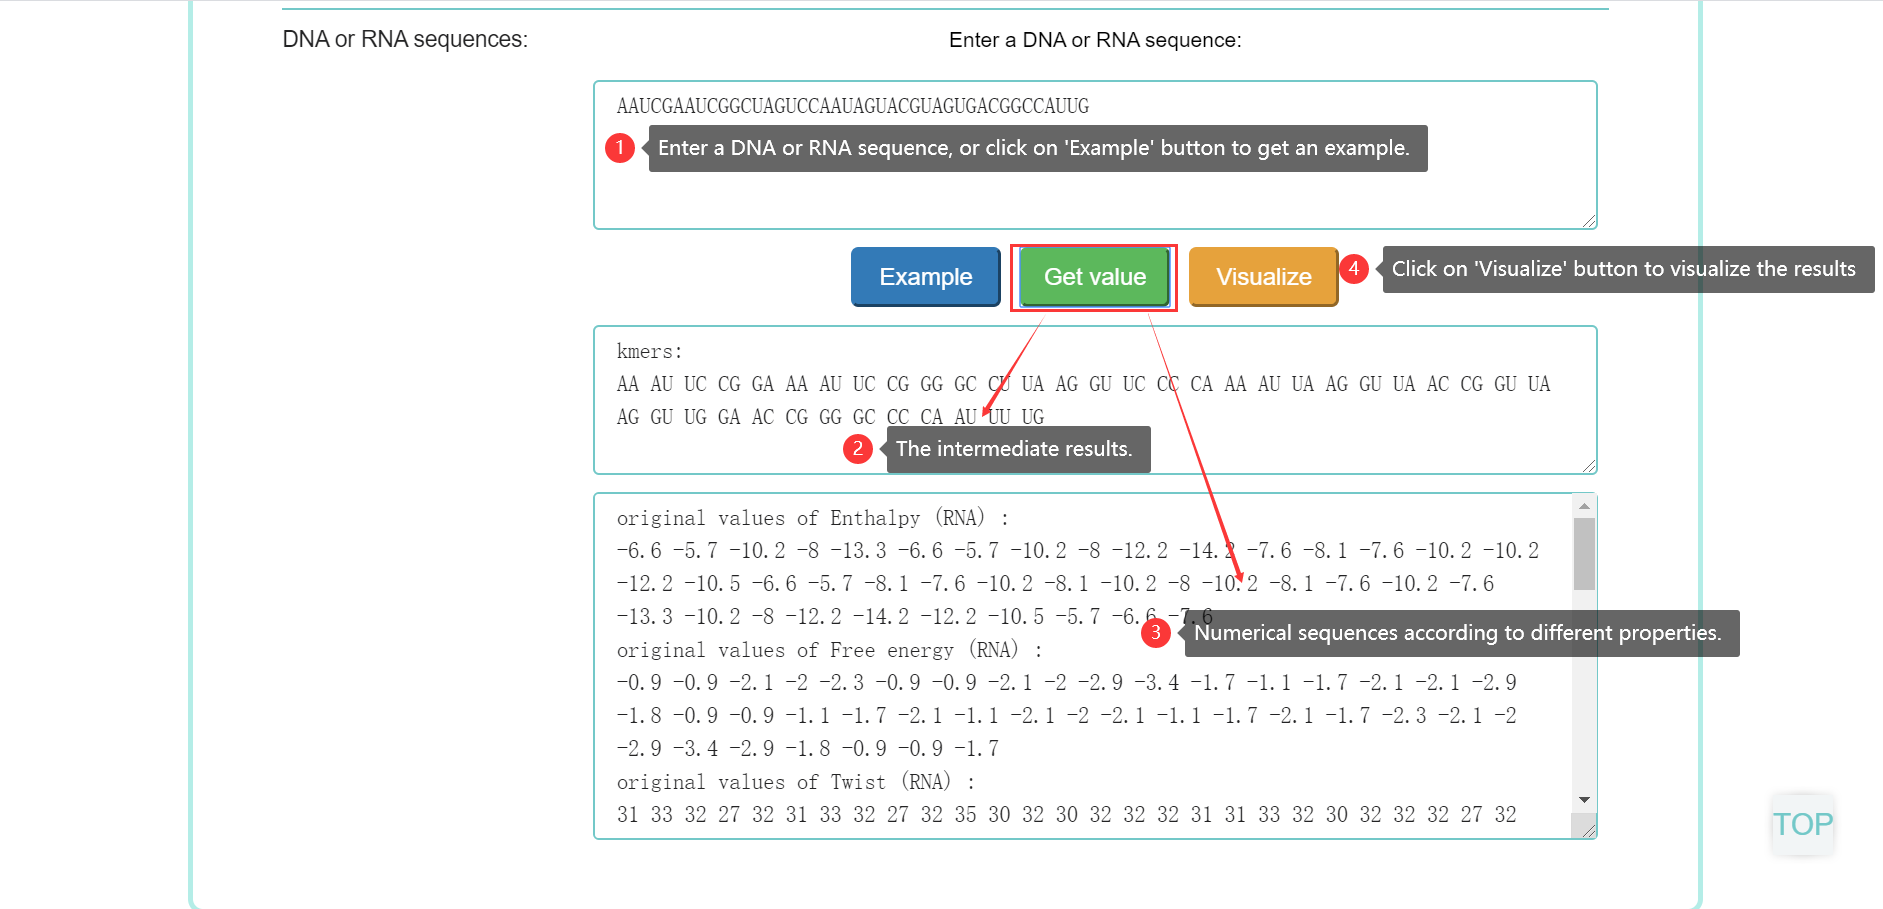 DNA or RNA sequences:
Enter a DNA or RNA sequence:
AAUCGAAUCGGCUAGUCCAAUAGUACGUAGUGACGGCCAUUG
1 Enter a DNA or RNA sequence, or click on 'Example' button to get an example.
Example Get value Visualize 4 Click on 'Visualize' button to visualize the results
kmers:
AA AU UC CG GA AA AU UC CG GG GC CU UA AG GU UC CC CA AA AU UA AG GU UA AC CG GU UA
AG GU UG GA AC CG GG GC CC CA AU UU UG
2 The intermediate results.
original values of Enthalpy (RNA) :
-6.6 -5.7 -10.2 -8 -13.3 -6.6 -5.7 -10.2 -8 -12.2 -14.2 -7.6 -8.1 -7.6 -10.2 -10.2
-12.2 -10.5 -6.6 -5.7 -8.1 -7.6 -10.2 -8.1 -10.2 -8 -10.2 -8.1 -7.6 -10.2 -7.6
-13.3 -10.2 -8 -12.2 -14.2 -12.2 -10.5 -5.7 -6.6 -7.6
3 Numerical sequences according to different properties.
original values of Free energy (RNA) :
-0.9 -0.9 -2.1 -2 -2.3 -0.9 -0.9 -2.1 -2 -2.9 -3.4 -1.7 -1.1 -1.7 -2.1 -2.1 -2.9
-1.8 -0.9 -0.9 -1.1 -1.7 -2.1 -1.1 -2.1 -2 -2.1 -1.1 -1.7 -2.1 -1.7 -2.3 -2.1 -2
-2.9 -3.4 -2.9 -1.8 -0.9 -0.9 -1.7
original values of Twist (RNA) :
31 33 32 27 32 31 33 32 27 32 35 30 32 30 32 32 32 31 31 33 32 30 32 32 32 27 32
TOP